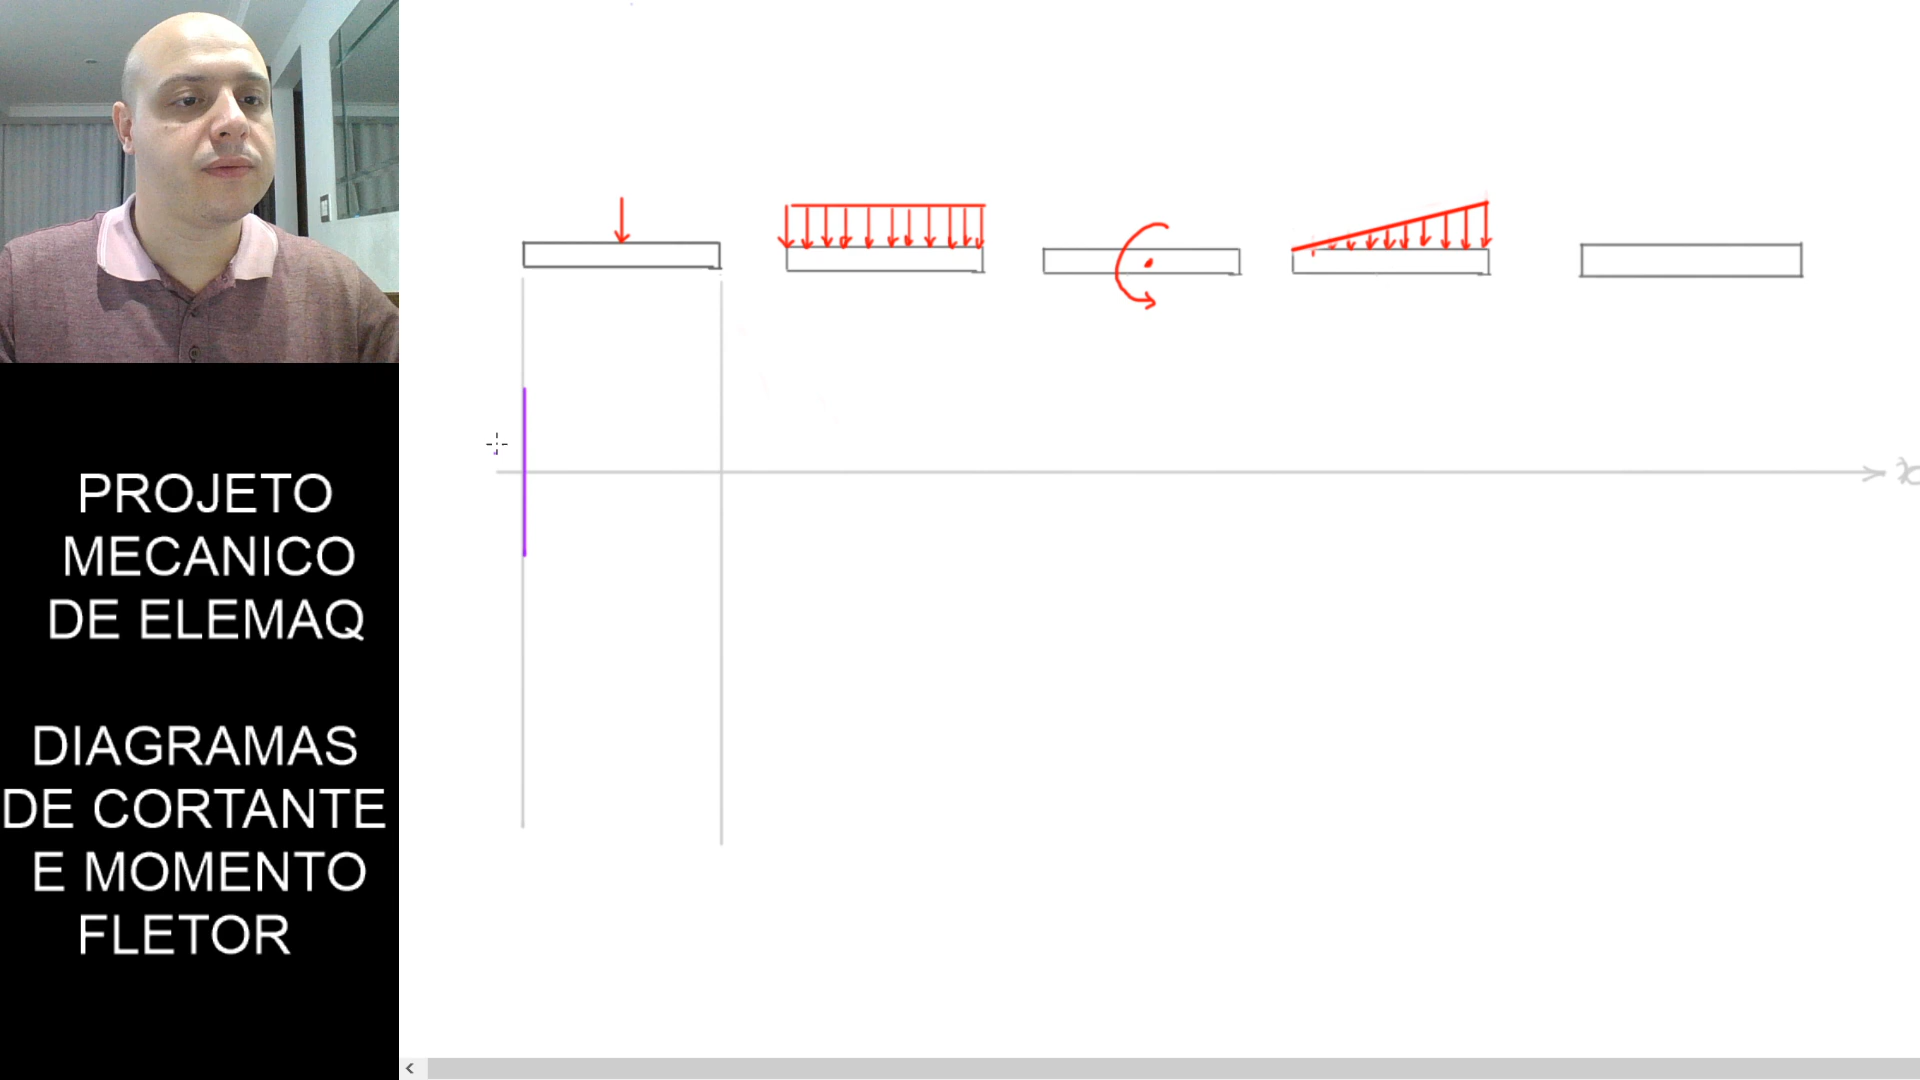 PROJETO
MECANICO
DE ELEMAQ
DIAGRAMAS
DE CORTANTE
E MOMENTO
FLETOR
x